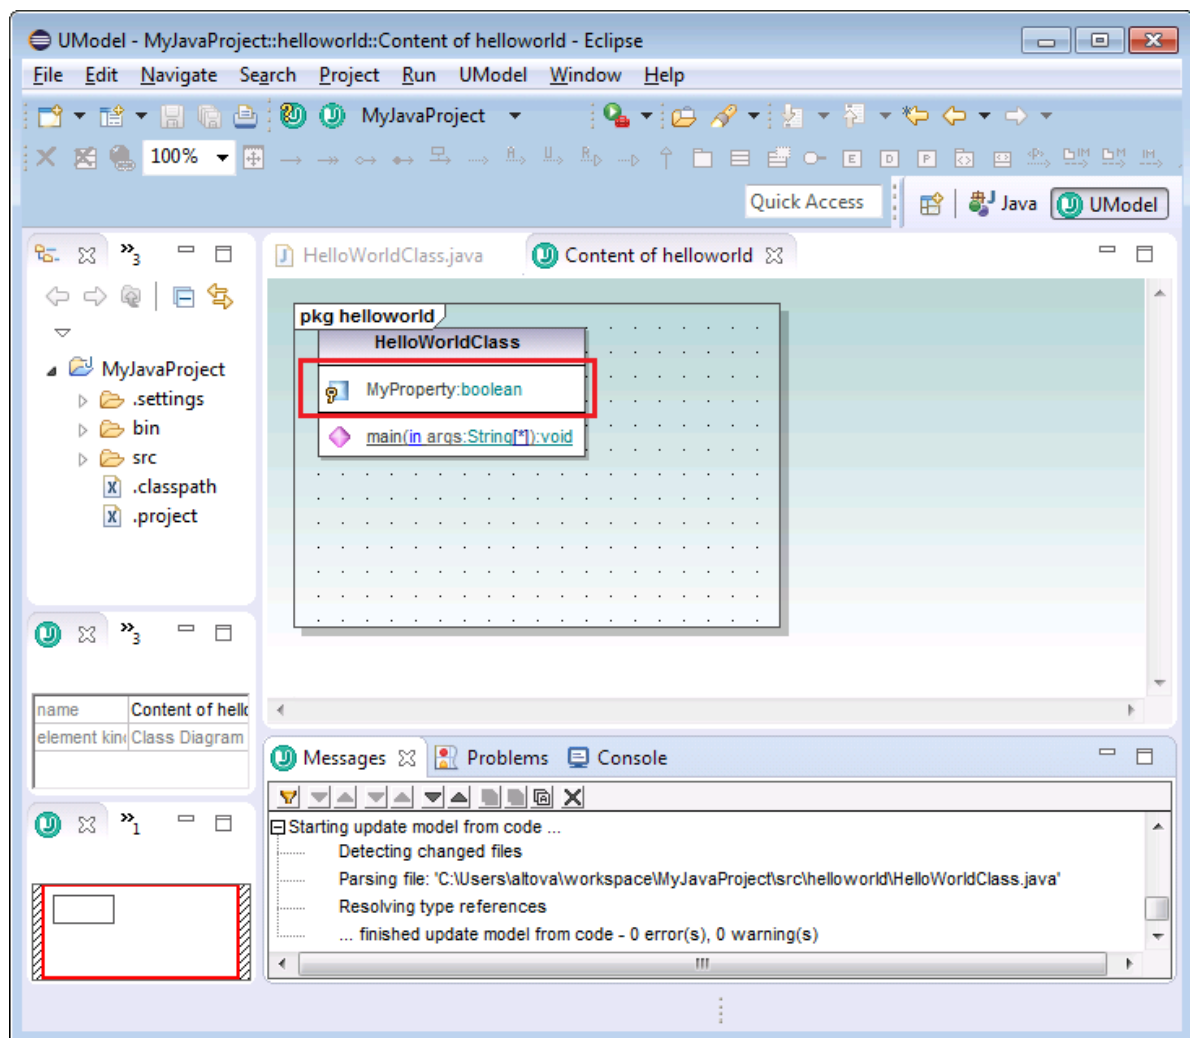 UModel - MyJavaProject::helloworld::Content of helloworld - Eclipse
File Edit Navigate Search Project Run UModel Window Help
MyJavaProject
100%
Quick Access Java UModel
HelloWorldClass.java Content of helloworld
pkg helloworld
HelloWorldClass
MyProperty:boolean
main(in args:String[*]):void
MyJavaProject
.settings
bin
src
.classpath
.project
name Content of hell
element kin Class Diagram
Messages Problems Console
Starting update model from code ...
Detecting changed files
Parsing file: 'C:\Users\altova\workspace\MyJavaProject\src\helloworld\HelloWorldClass.java'
Resolving type references
... finished update model from code - 0 error(s), 0 warning(s)